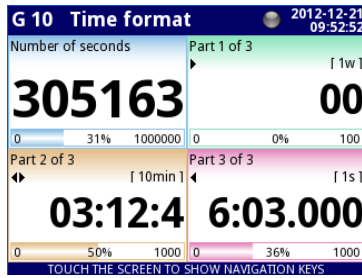 G 10 Time format
2012-12-21
09:52:52
Number of seconds
305163
0 31% 1000000
Part 1 of 3
[ 1w ]
00
0 0% 100
Part 2 of 3
[ 10min ]
03:12:4
0 50% 1000
Part 3 of 3
[ 1s ]
6:03.000
0 36% 1000
TOUCH THE SCREEN TO SHOW NAVIGATION KEYS